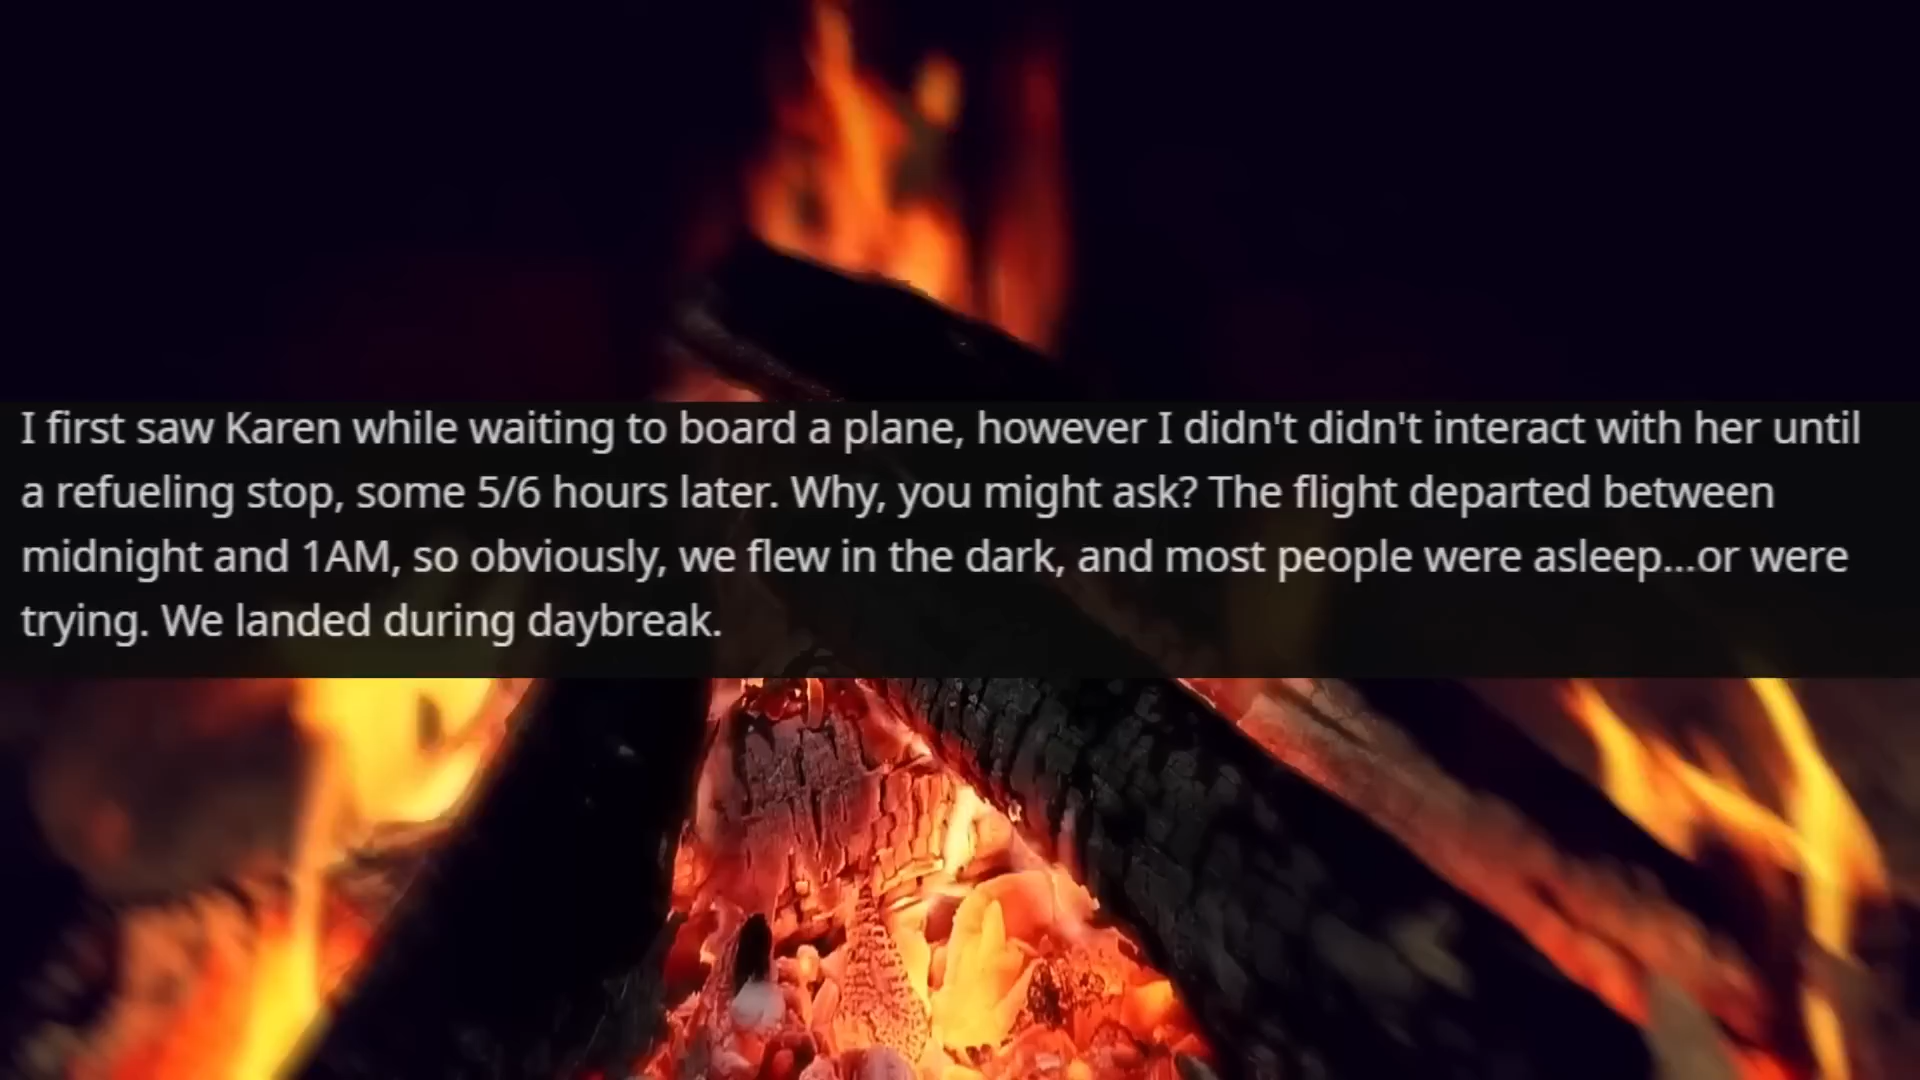 I first saw Karen while waiting to board a plane, however I didn't didn't interact with her until
a refueling stop, some 5/6 hours later. Why, you might ask? The flight departed between
midnight and 1AM, so obviously, we flew in the dark, and most people were asleep...or were
trying. We landed during daybreak.